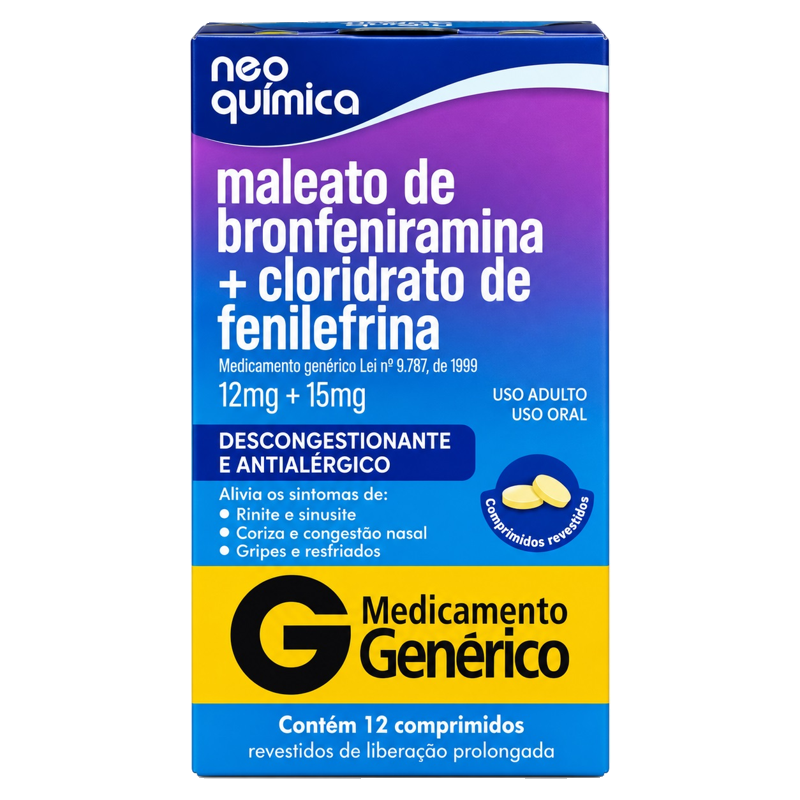 neo
química
maleato de
bronfeniramina
+ cloridrato de
fenilefrina
Medicamento genérico Lei nº 9.787, de 1999
12mg + 15mg
USO ADULTO
USO ORAL
DESCONGESTIONANTE
E ANTIALÉRGICO
Alivia os sintomas de:
● Rinite e sinusite
● Coriza e congestão nasal
● Gripes e resfriados
Comprimidos revestidos
G
Medicamento
Genérico
Contém 12 comprimidos
revestidos de liberação prolongada